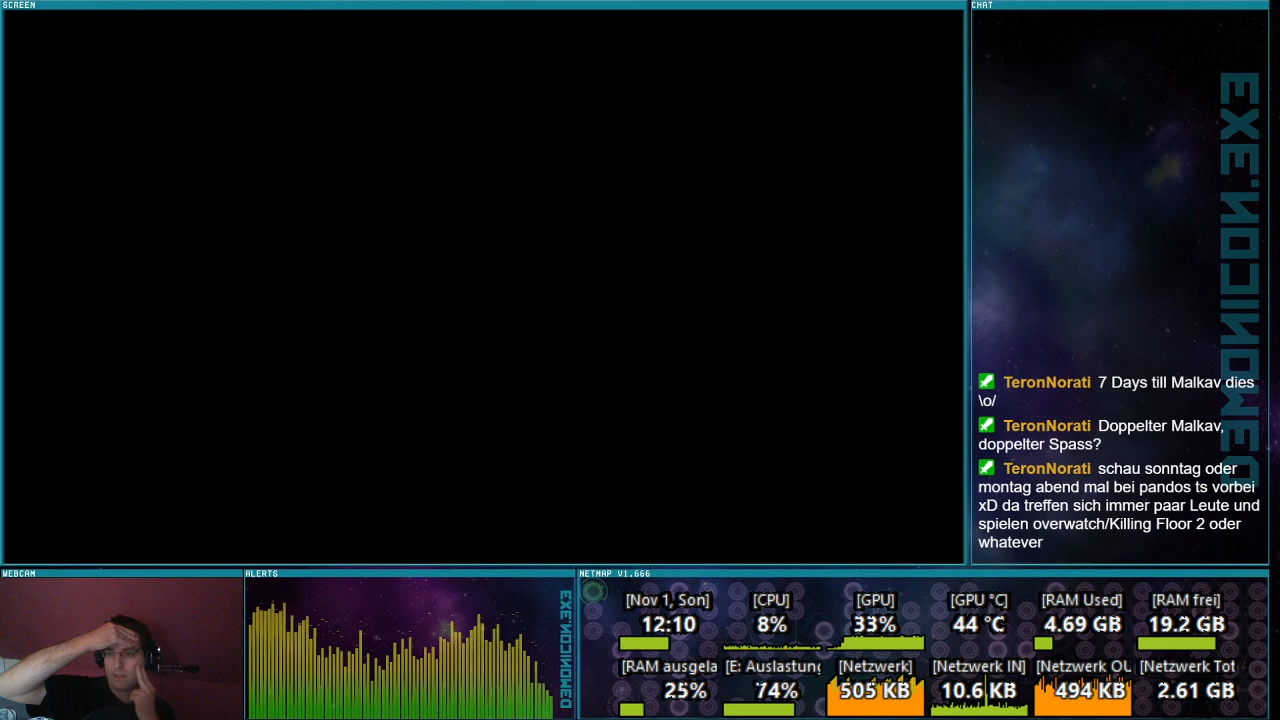 SCREEN
CHAT
TeronNorati 7 Days till Malkav dies
\o/
TeronNorati Doppelter Malkav,
doppelter Spass?
TeronNorati schau sonntag oder
montag abend mal bei pandos ts vorbei
xD da treffen sich immer paar Leute und
spielen overwatch/Killing Floor 2 oder
whatever
WEBCAM
ALERTS
NETMAP V1.666
[Nov 1, Son] [CPU] [GPU] [GPU °C] [RAM Used] [RAM frei]
12:10 8% 33% 44 °C 4.69 GB 19.2 GB
[RAM ausgela [E: Auslastung [Netzwerk] [Netzwerk IN] [Netzwerk OU [Netzwerk Tot
25% 74% 505 KB 10.6 KB 494 KB 2.61 GB